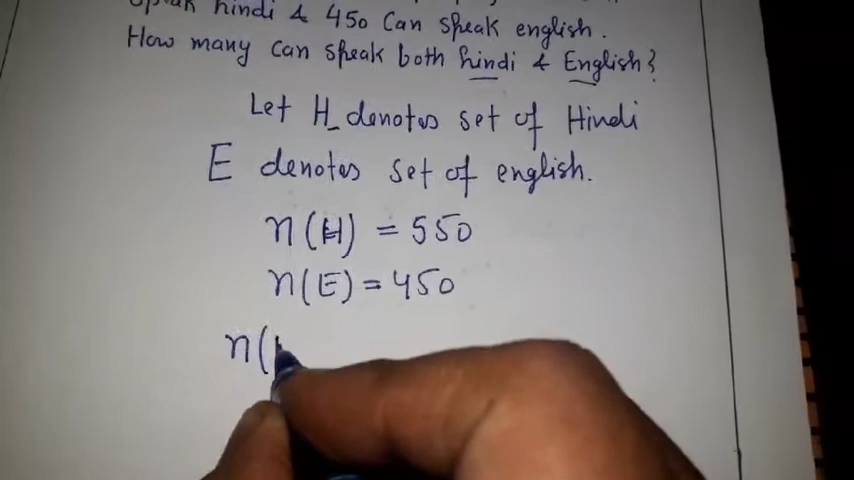 Speak hindi & 450 Can speak english.
How many can speak both hindi & English?
Let H denotes set of Hindi
E denotes set of english.
n(H) = 550
n(E) = 450
n(